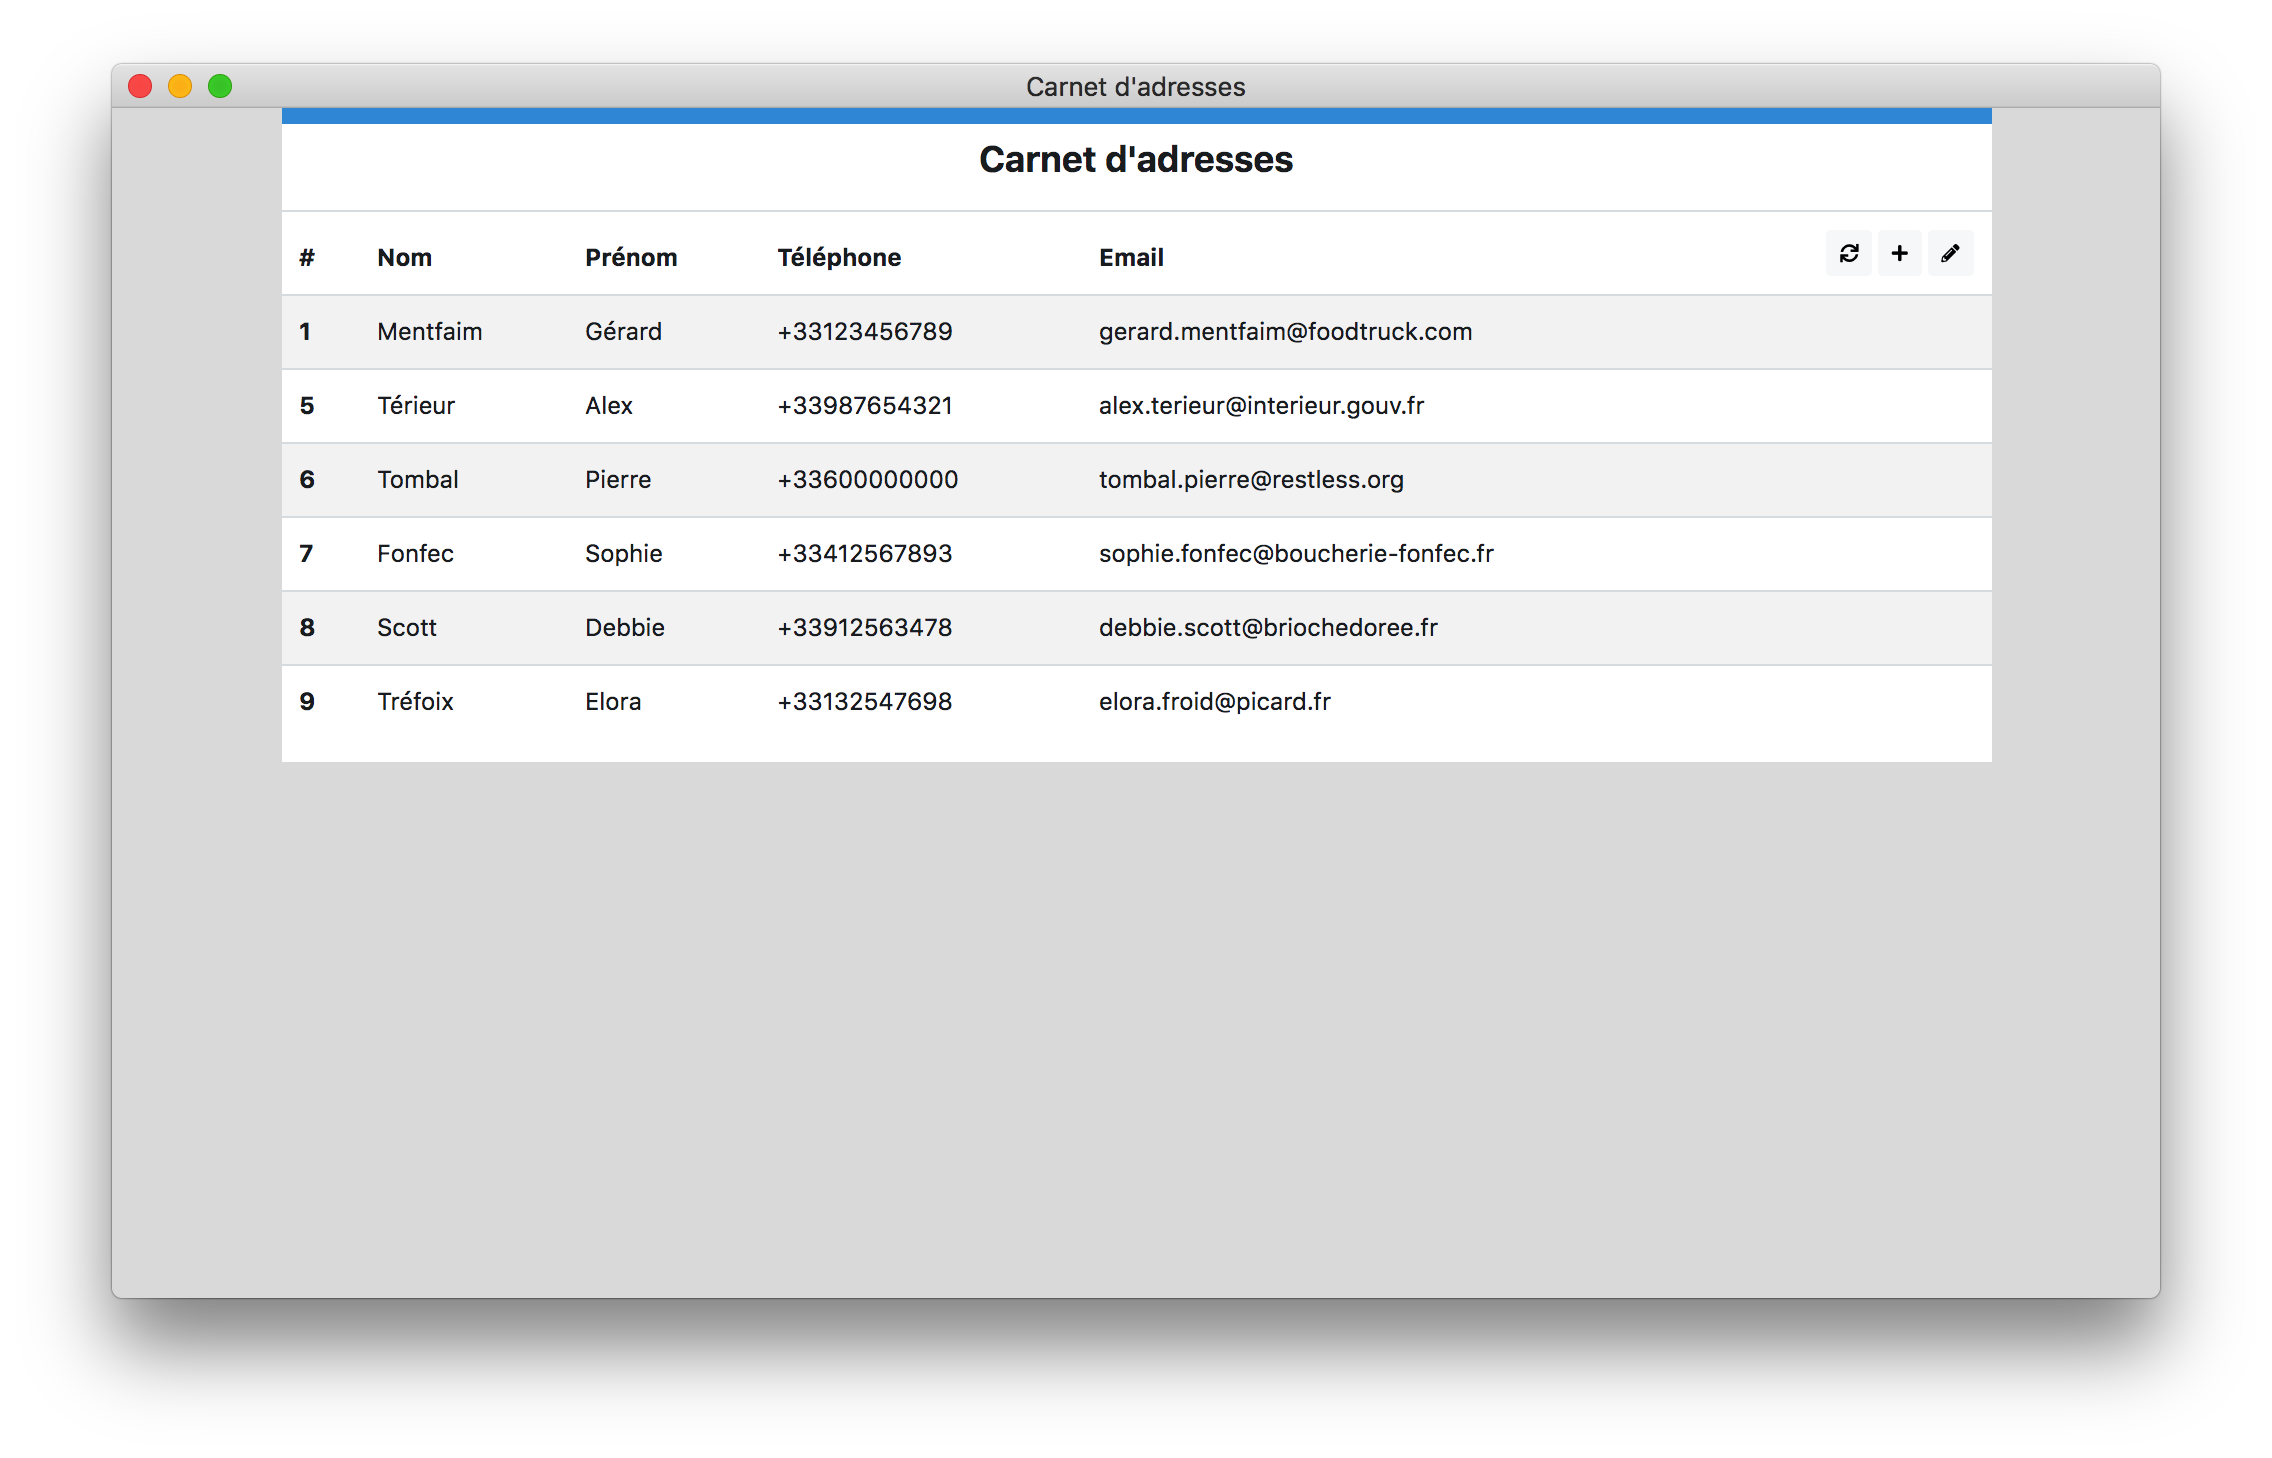 Carnet d'adresses
Carnet d'adresses
# Nom Prénom Téléphone Email
1 Mentfaim Gérard +33123456789 gerard.mentfaim@foodtruck.com
5 Térieur Alex +33987654321 alex.terieur@interieur.gouv.fr
6 Tombal Pierre +33600000000 tombal.pierre@restless.org
7 Fonfec Sophie +33412567893 sophie.fonfec@boucherie-fonfec.fr
8 Scott Debbie +33912563478 debbie.scott@briochedoree.fr
9 Tréfoix Elora +33132547698 elora.froid@picard.fr